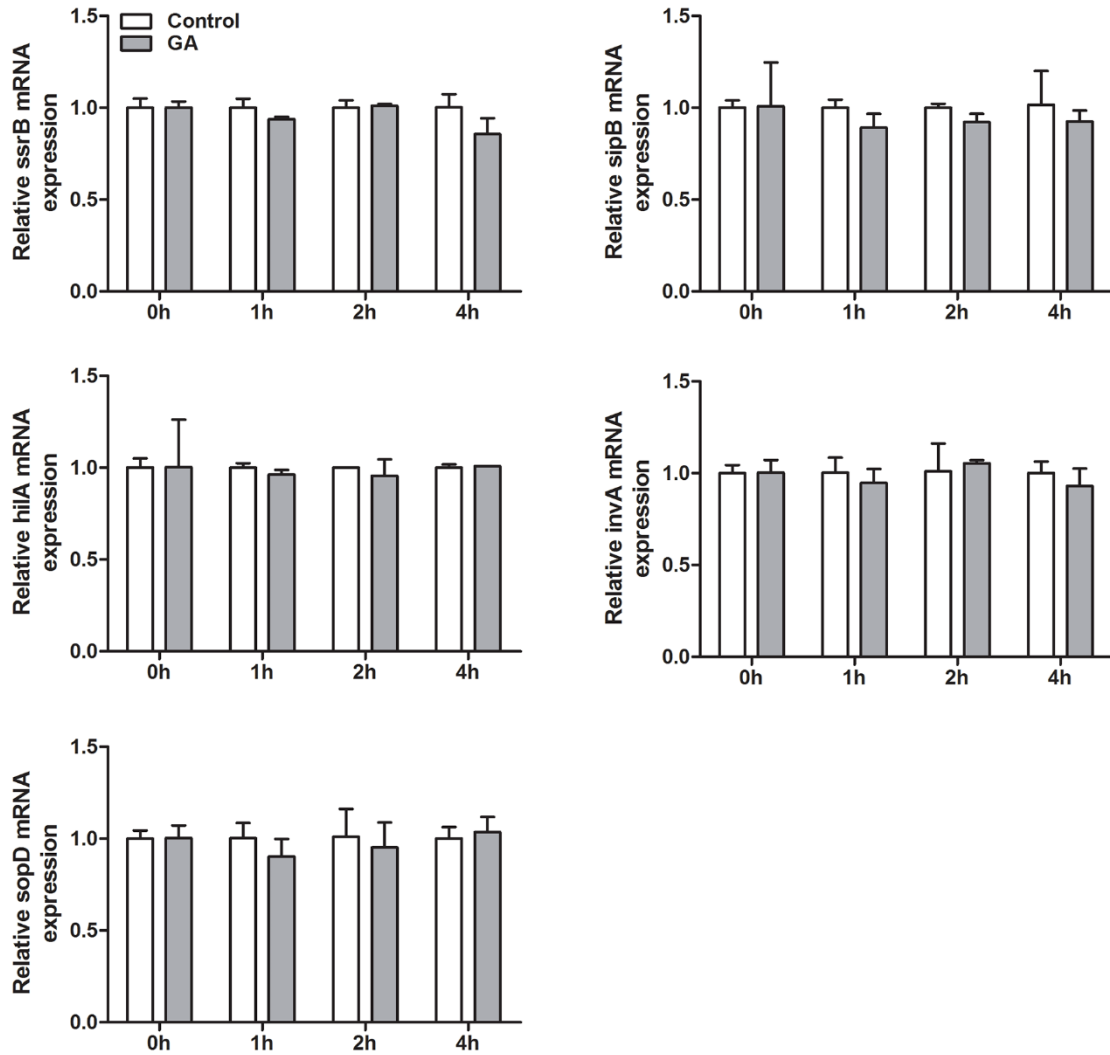 Control
GA
Relative ssrB mRNA
expression
1.5
1.0
0.5
0.0
0h 1h 2h 4h
Relative sipB mRNA
expression
1.5
1.0
0.5
0.0
0h 1h 2h 4h
Relative hilA mRNA
expression
1.5
1.0
0.5
0.0
0h 1h 2h 4h
Relative invA mRNA
expression
1.5
1.0
0.5
0.0
0h 1h 2h 4h
Relative sopD mRNA
expression
1.5
1.0
0.5
0.0
0h 1h 2h 4h